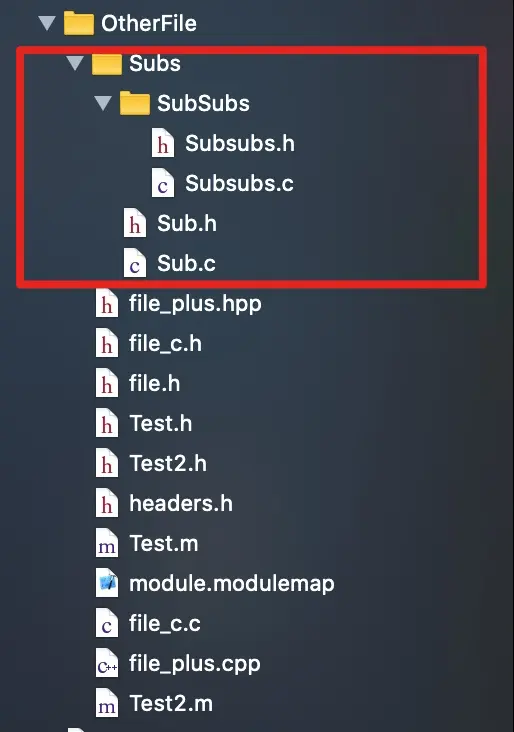 OtherFile
Subs
SubSubs
h Subsubs.h
c Subsubs.c
h Sub.h
c Sub.c
h file_plus.hpp
h file_c.h
h file.h
h Test.h
h Test2.h
h headers.h
m Test.m
module.modulemap
c file_c.c
c++ file_plus.cpp
m Test2.m